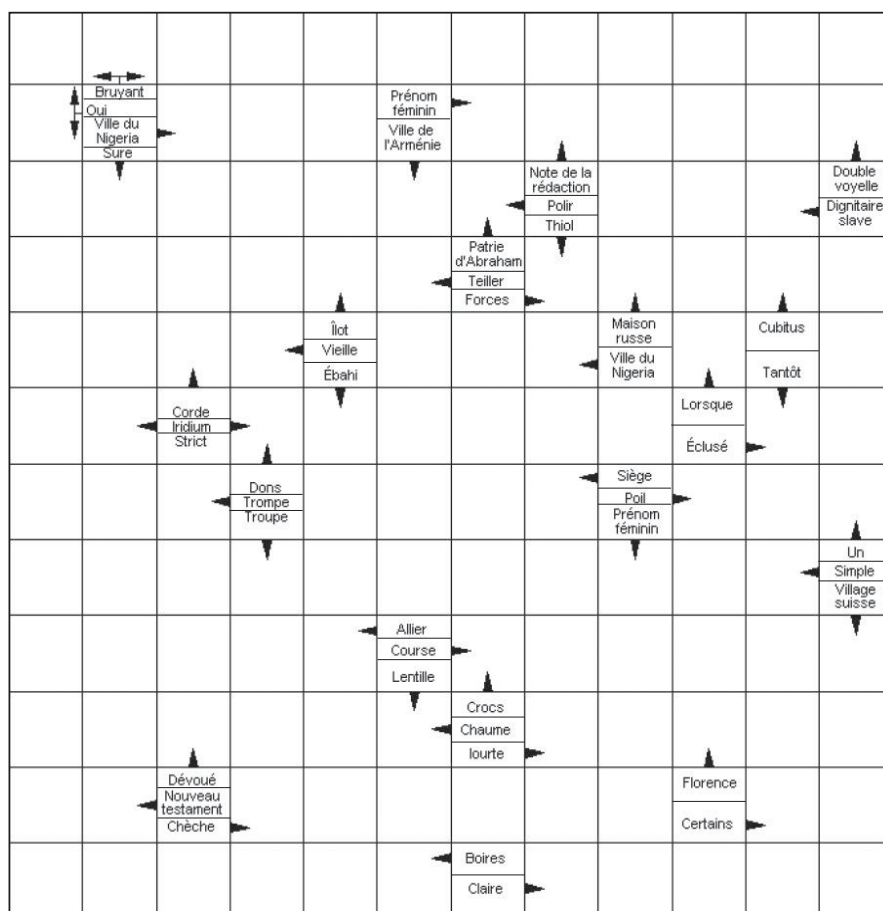 Bruyant
Oui
Ville du
Nigeria
Sure
Prénom
féminin
Ville de
l'Arménie
Note de la
rédaction
Polir
Thiol
Double
voyelle
Dignitaire
slave
Patrie
d'Abraham
Teiller
Forces
Îlot
Vieille
Ébahi
Maison
russe
Ville du
Nigeria
Cubitus
Tantôt
Corde
Iridium
Strict
Lorsque
Éclusé
Dons
Trompe
Troupe
Siège
Poil
Prénom
féminin
Un
Simple
Village
suisse
Allier
Course
Lentille
Crocs
Chaume
Iourte
Dévoué
Nouveau
testament
Chèche
Florence
Certains
Boires
Claire